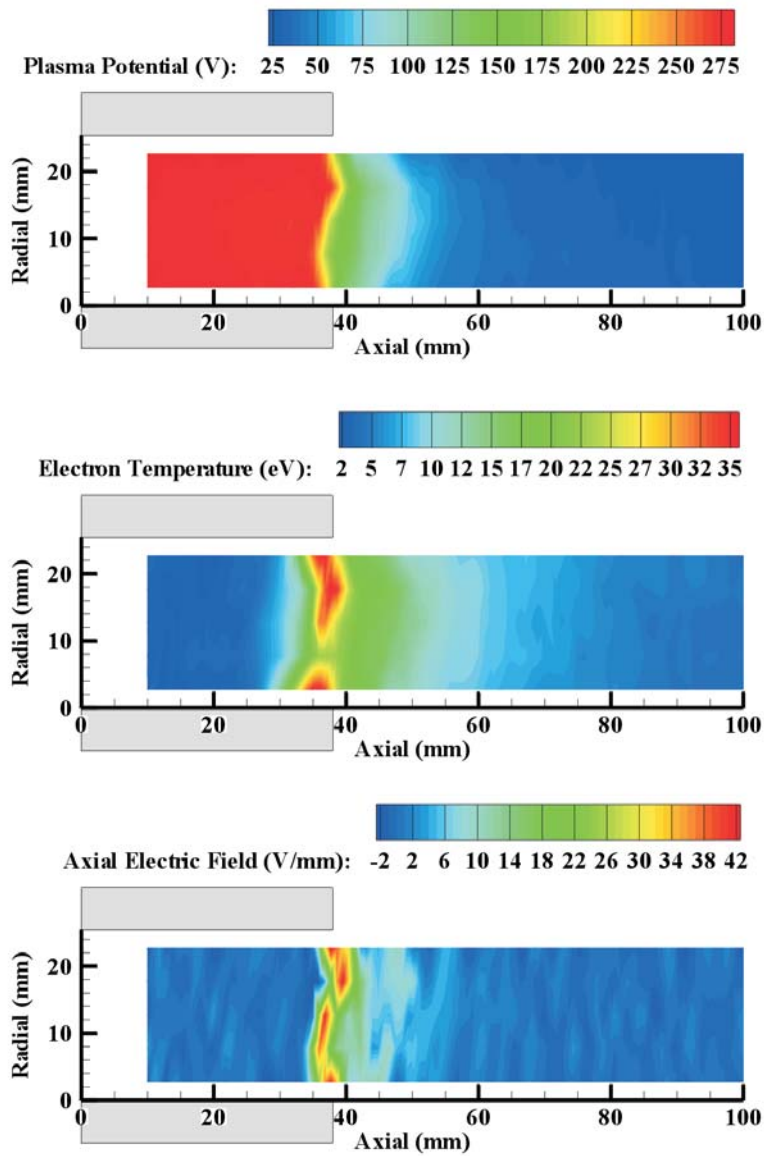 Plasma Potential (V): 25 50 75 100 125 150 175 200 225 250 275
20
10
0
Radial (mm)
0 20 40 60 80 100
Axial (mm)
Electron Temperature (eV): 2 5 7 10 12 15 17 20 22 25 27 30 32 35
20
10
0
Radial (mm)
0 20 40 60 80 100
Axial (mm)
Axial Electric Field (V/mm): -2 2 6 10 14 18 22 26 30 34 38 42
20
10
0
Radial (mm)
0 20 40 60 80 100
Axial (mm)